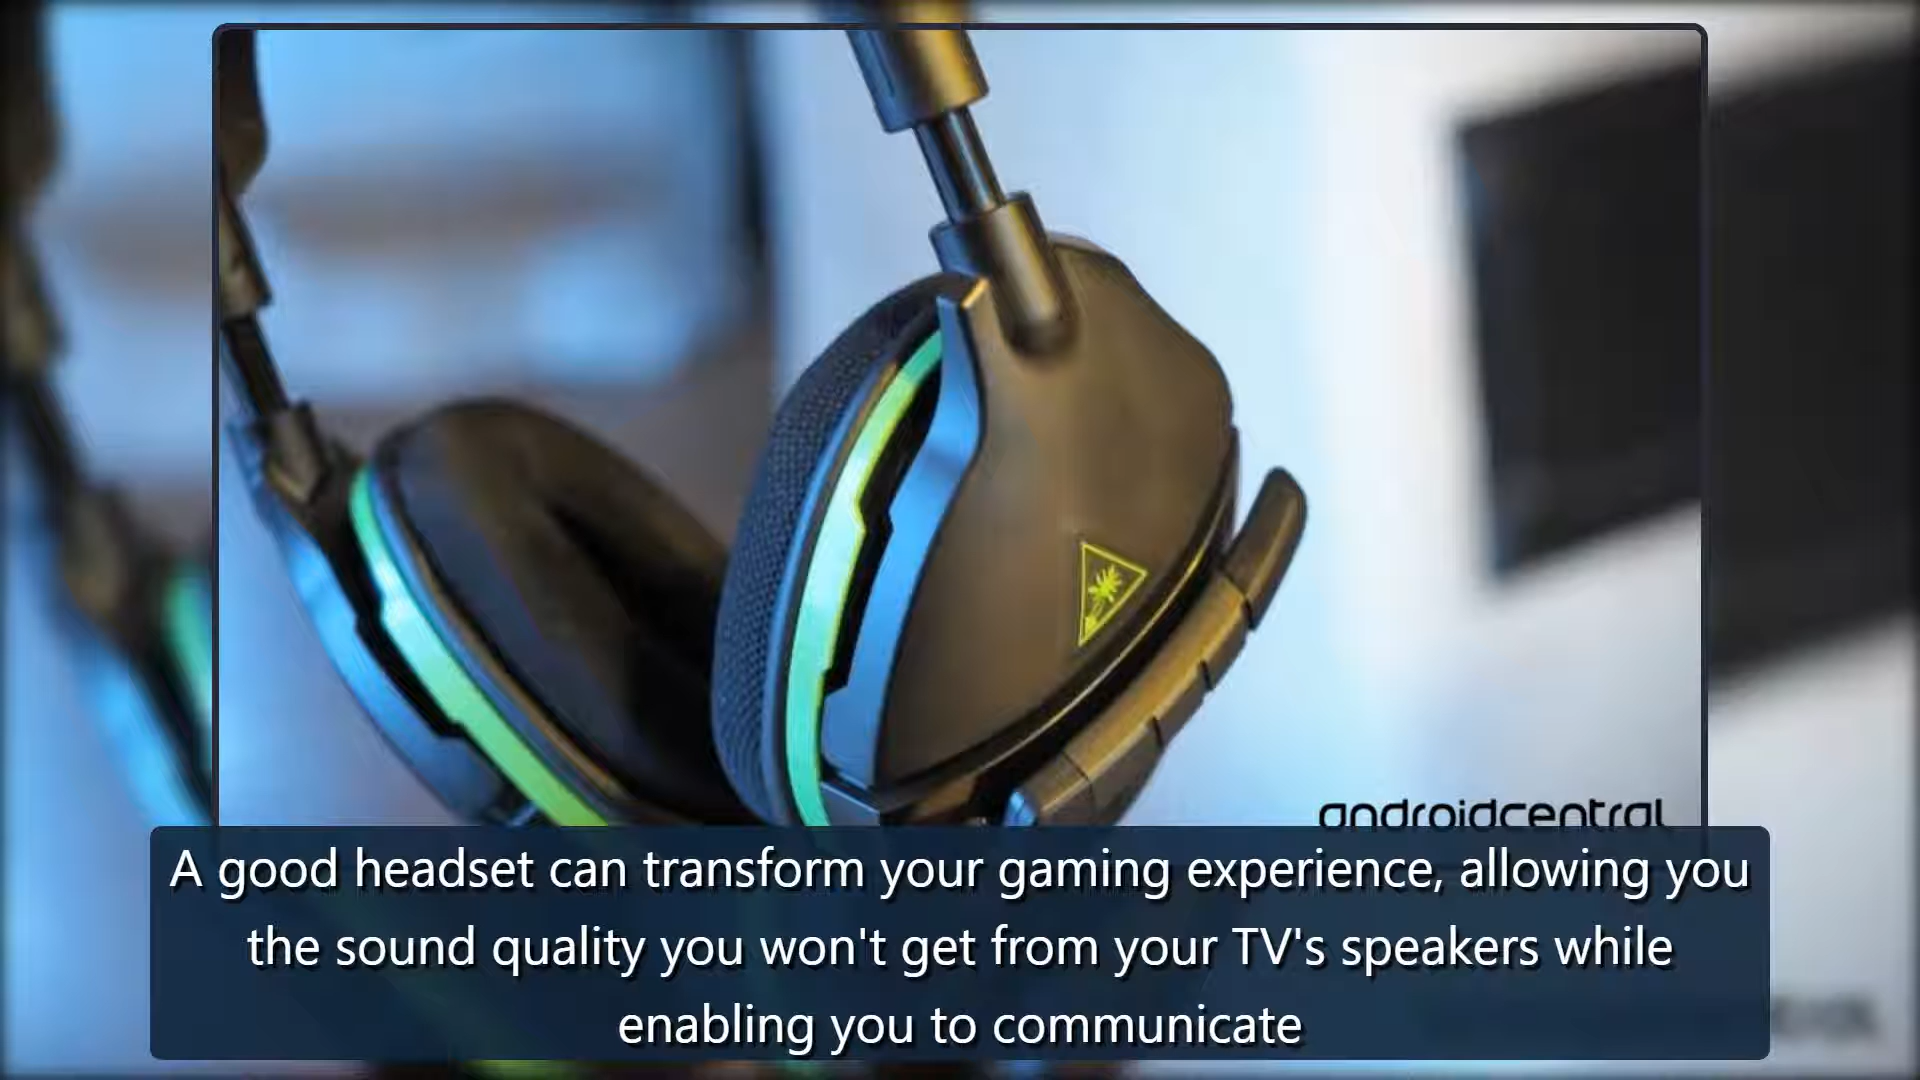 androidcentral
A good headset can transform your gaming experience, allowing you
the sound quality you won't get from your TV's speakers while
enabling you to communicate